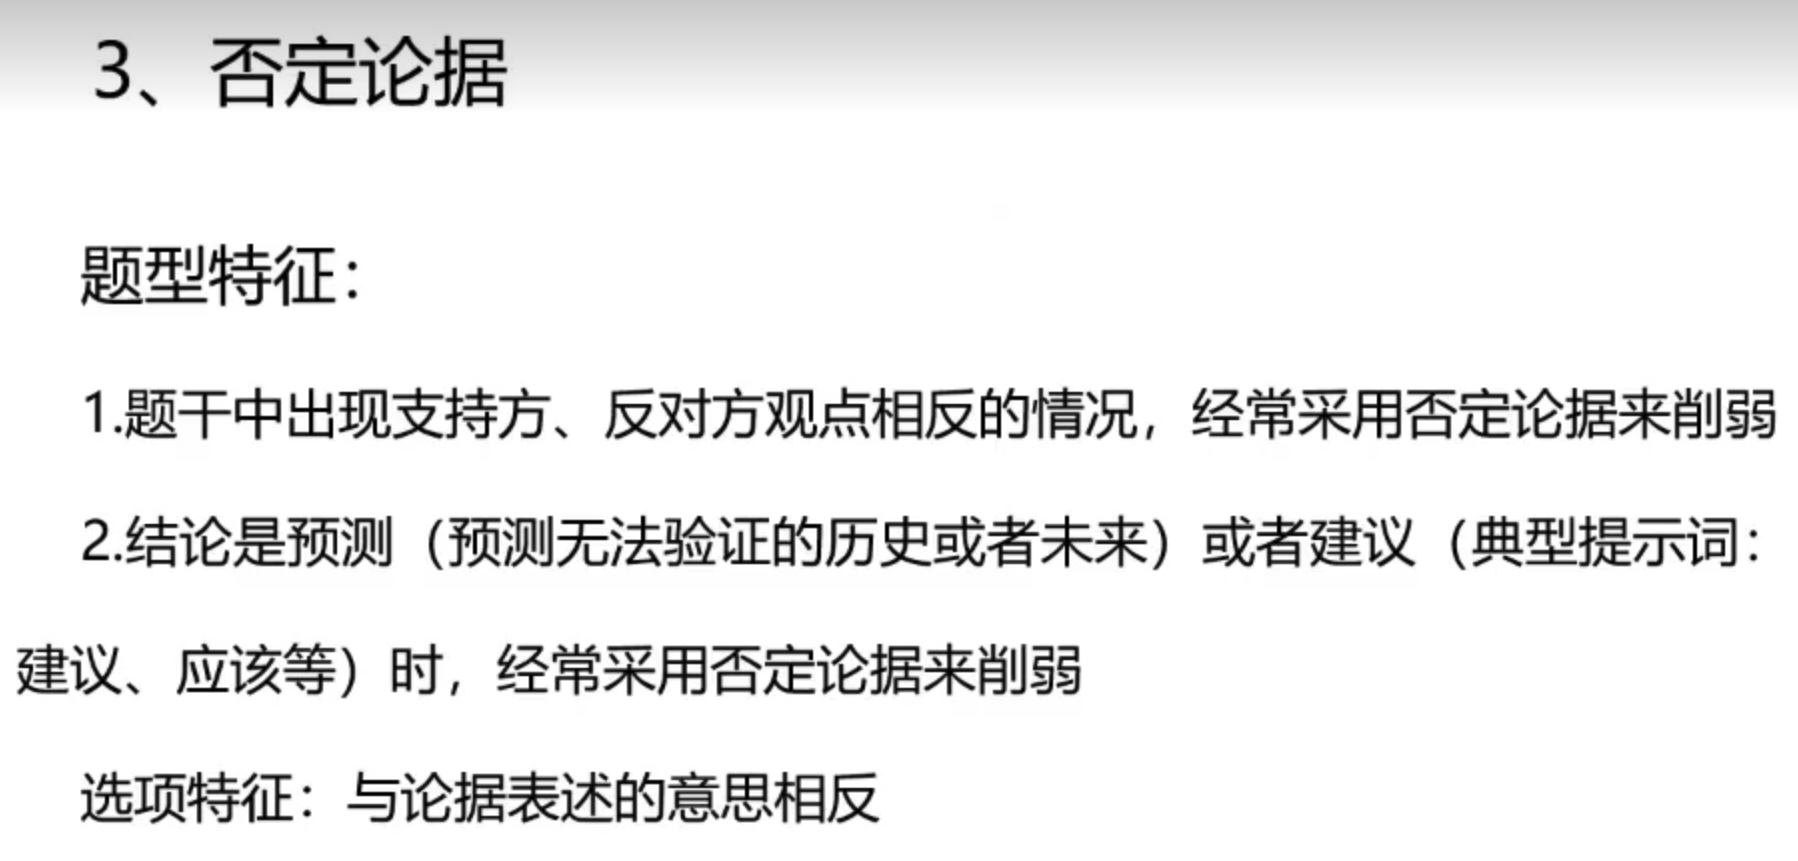 3、否定论据
题型特征：
1.题干中出现支持方、反对方观点相反的情况，经常采用否定论据来削弱
2.结论是预测（预测无法验证的历史或者未来）或者建议（典型提示词：
建议、应该等）时，经常采用否定论据来削弱
选项特征：与论据表述的意思相反